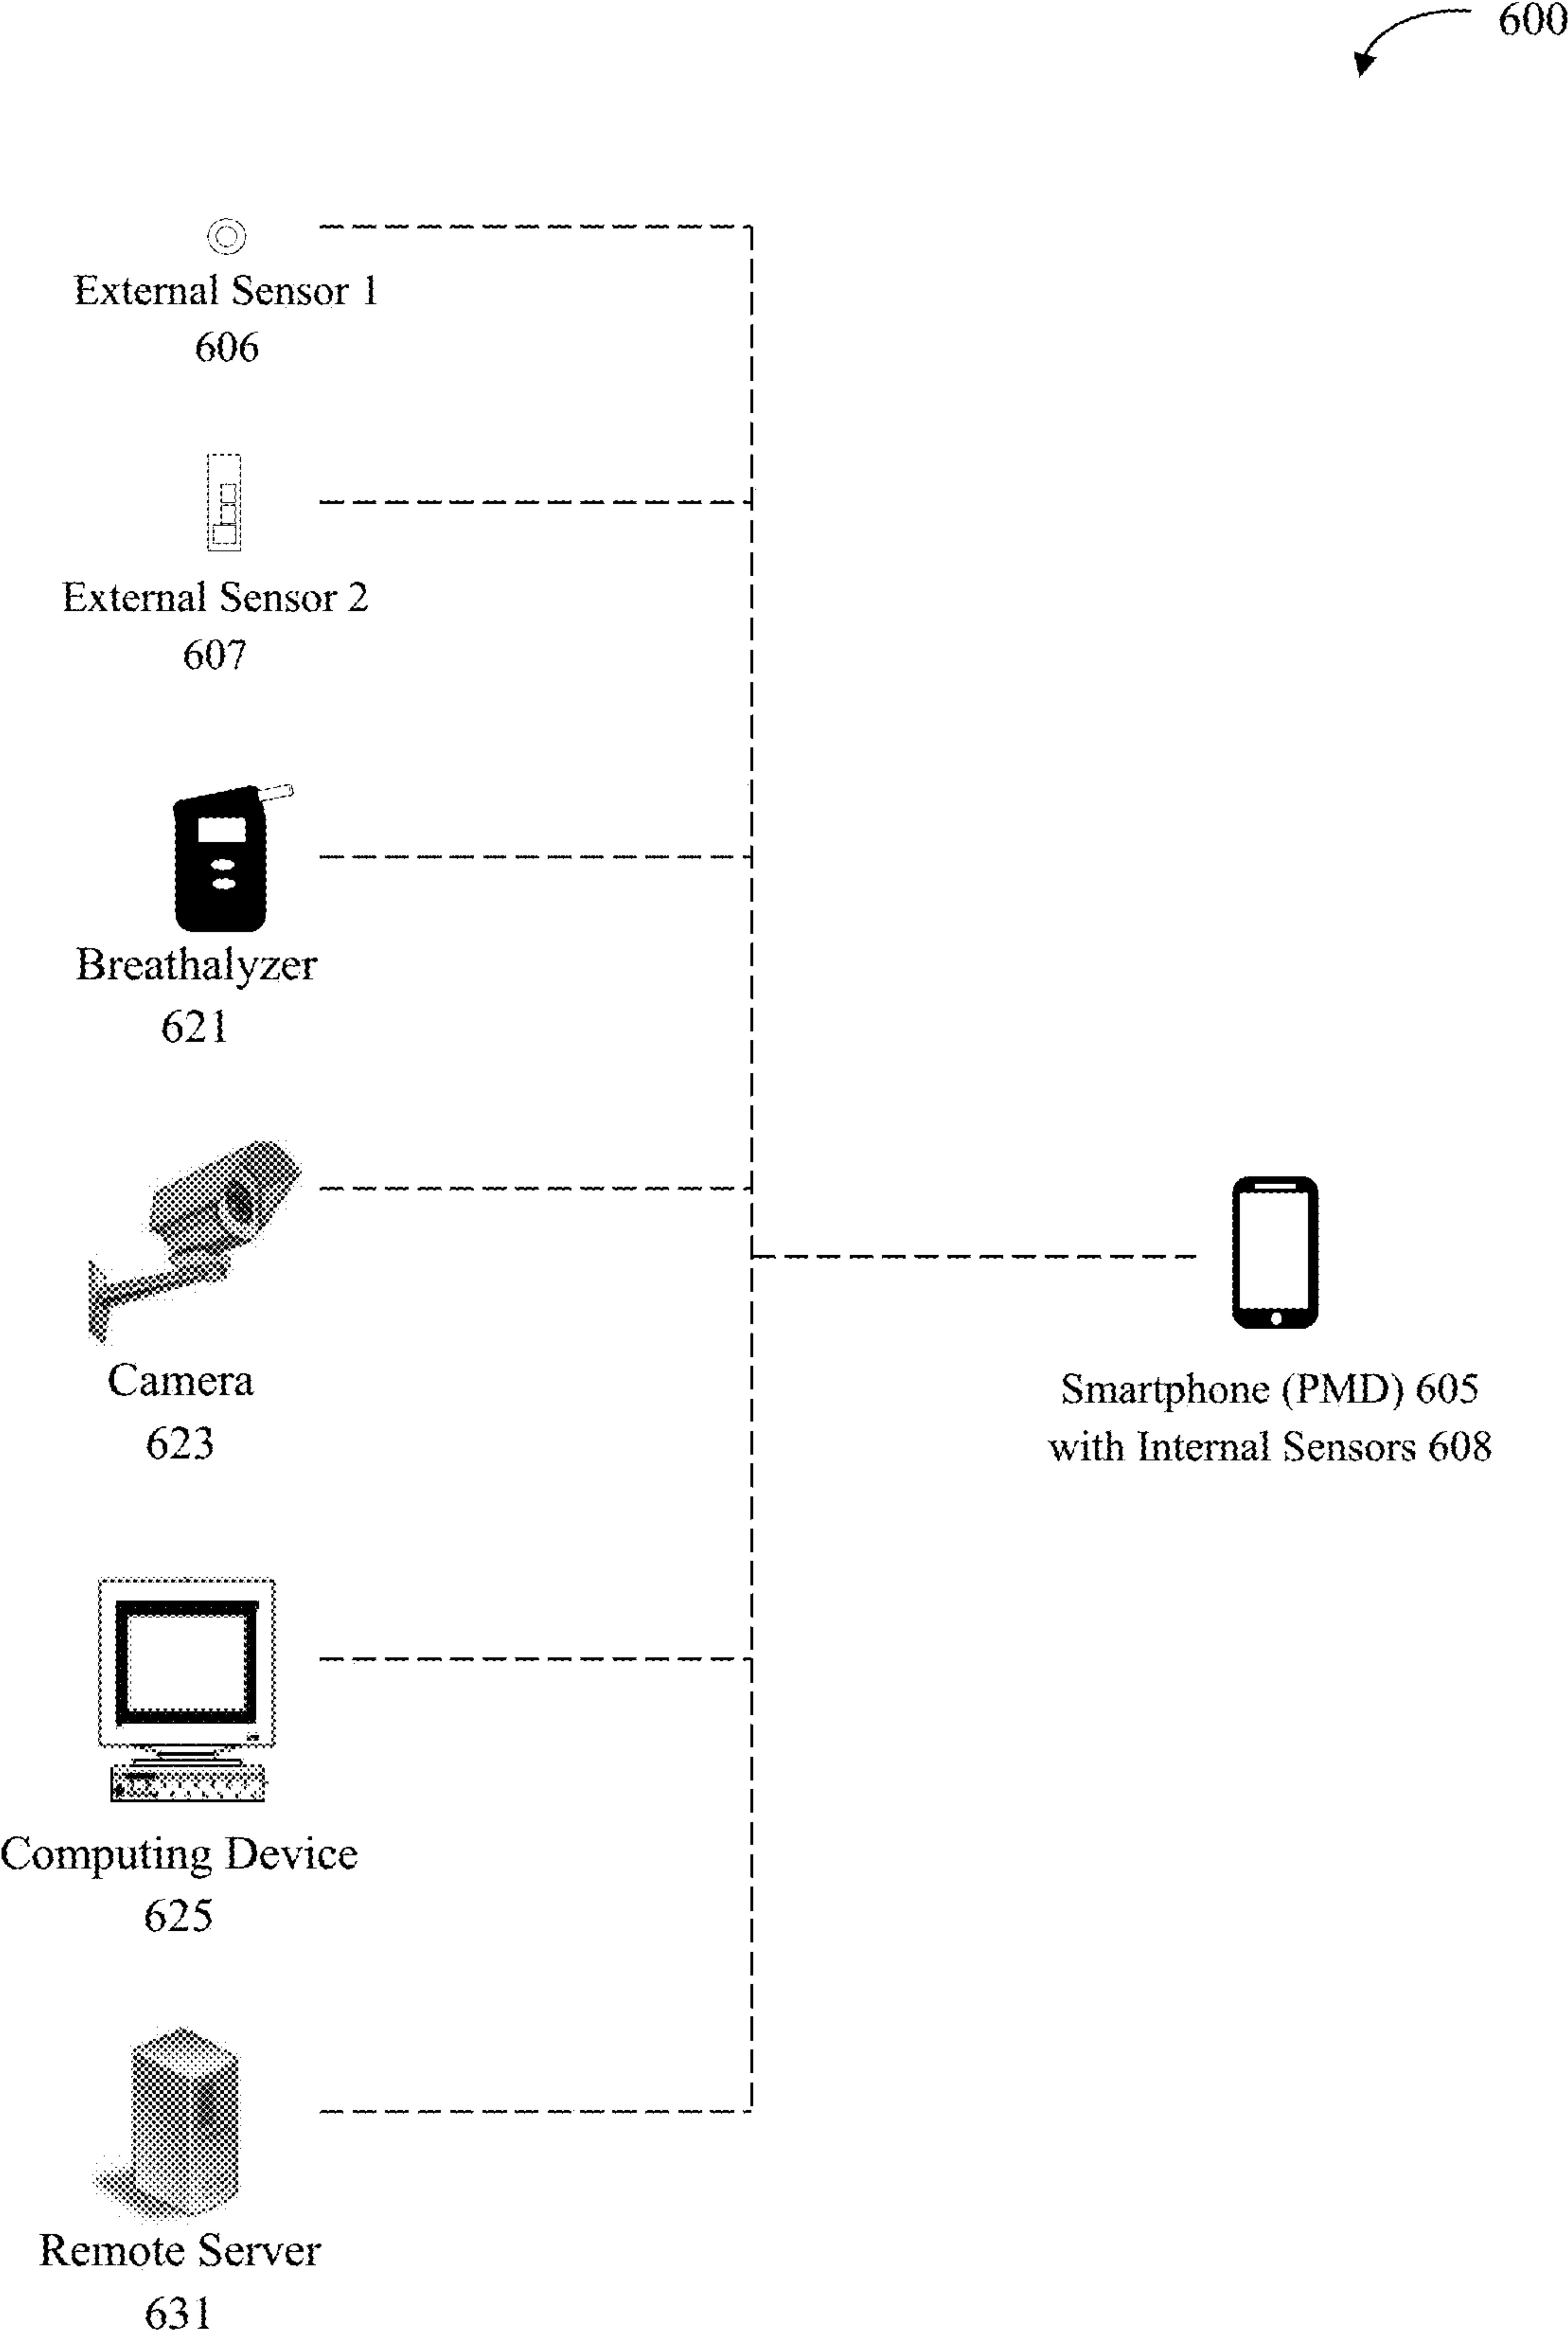 600
External Sensor 1
606
External Sensor 2
607
Breathalyzer
621
Camera
623
Smartphone (PMD) 605
with Internal Sensors 608
Computing Device
625
Remote Server
631